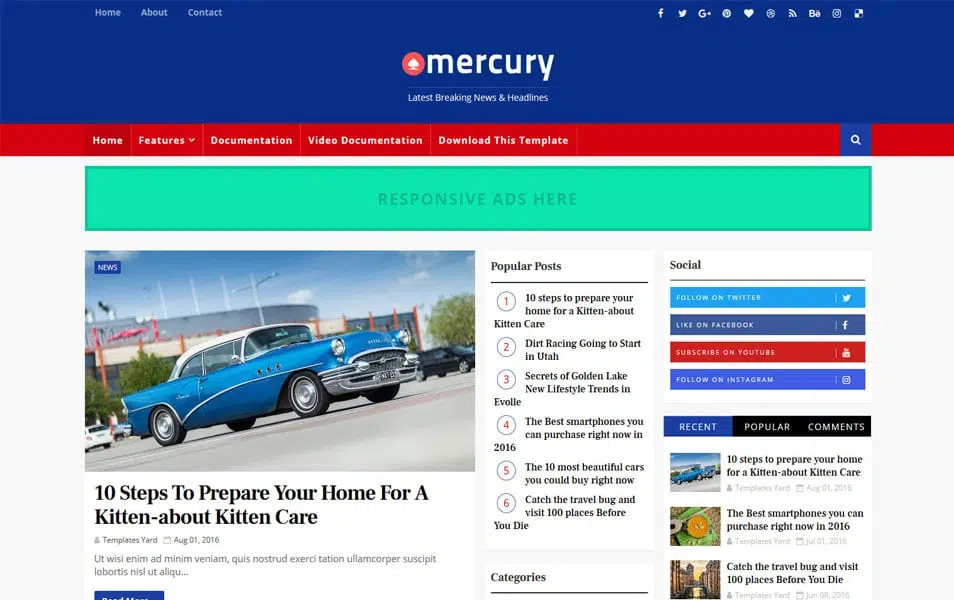 Home About Contact
mercury
Latest Breaking News & Headlines
Home Features Documentation Video Documentation Download This Template
RESPONSIVE ADS HERE
NEWS
10 Steps To Prepare Your Home For A
Kitten-about Kitten Care
Templates Yard Aug 01, 2016
Ut wisi enim ad minim veniam, quis nostrud exerci tation ullamcorper suscipit
lobortis nisl ut aliqu...
Read More
Popular Posts
1 10 steps to prepare your
home for a Kitten-about
Kitten Care
2 Dirt Racing Going to Start
in Utah
3 Secrets of Golden Lake
New Lifestyle Trends in
Evolle
4 The Best smartphones you
can purchase right now in
2016
5 The 10 most beautiful cars
you could buy right now
6 Catch the travel bug and
visit 100 places Before
You Die
Categories
Social
FOLLOW ON TWITTER
LIKE ON FACEBOOK
SUBSCRIBE ON YOUTUBE
FOLLOW ON INSTAGRAM
RECENT POPULAR COMMENTS
10 steps to prepare your home
for a Kitten-about Kitten Care
Templates Yard Aug 01, 2016
The Best smartphones you can
purchase right now in 2016
Templates Yard Jul 01, 2016
Catch the travel bug and visit
100 places Before You Die
Templates Yard Jun 08, 2016